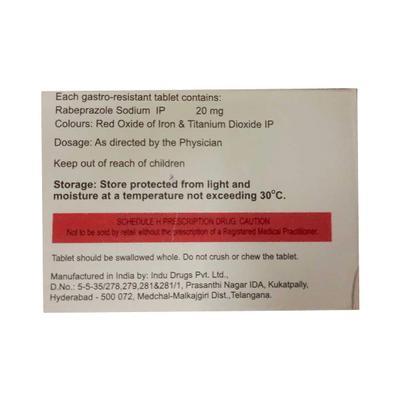 Each gastro-resistant tablet contains:
Rabeprazole Sodium IP 20 mg
Colours: Red Oxide of Iron & Titanium Dioxide IP
Dosage: As directed by the Physician
Keep out of reach of children
Storage: Store protected from light and
moisture at a temperature not exceeding 30°C.
SCHEDULE H PRESCRIPTION DRUG: CAUTION
Not to be sold by retail without the prescription of a Registered Medical Practitioner.
Tablet should be swallowed whole. Do not crush or chew the tablet.
Manufactured in India by: Indu Drugs Pvt. Ltd.,
D.No.: 5-5-35/278,279,281&281/1, Prasanthi Nagar IDA, Kukatpally,
Hyderabad - 500 072, Medchal-Malkajgiri Dist.,Telangana.